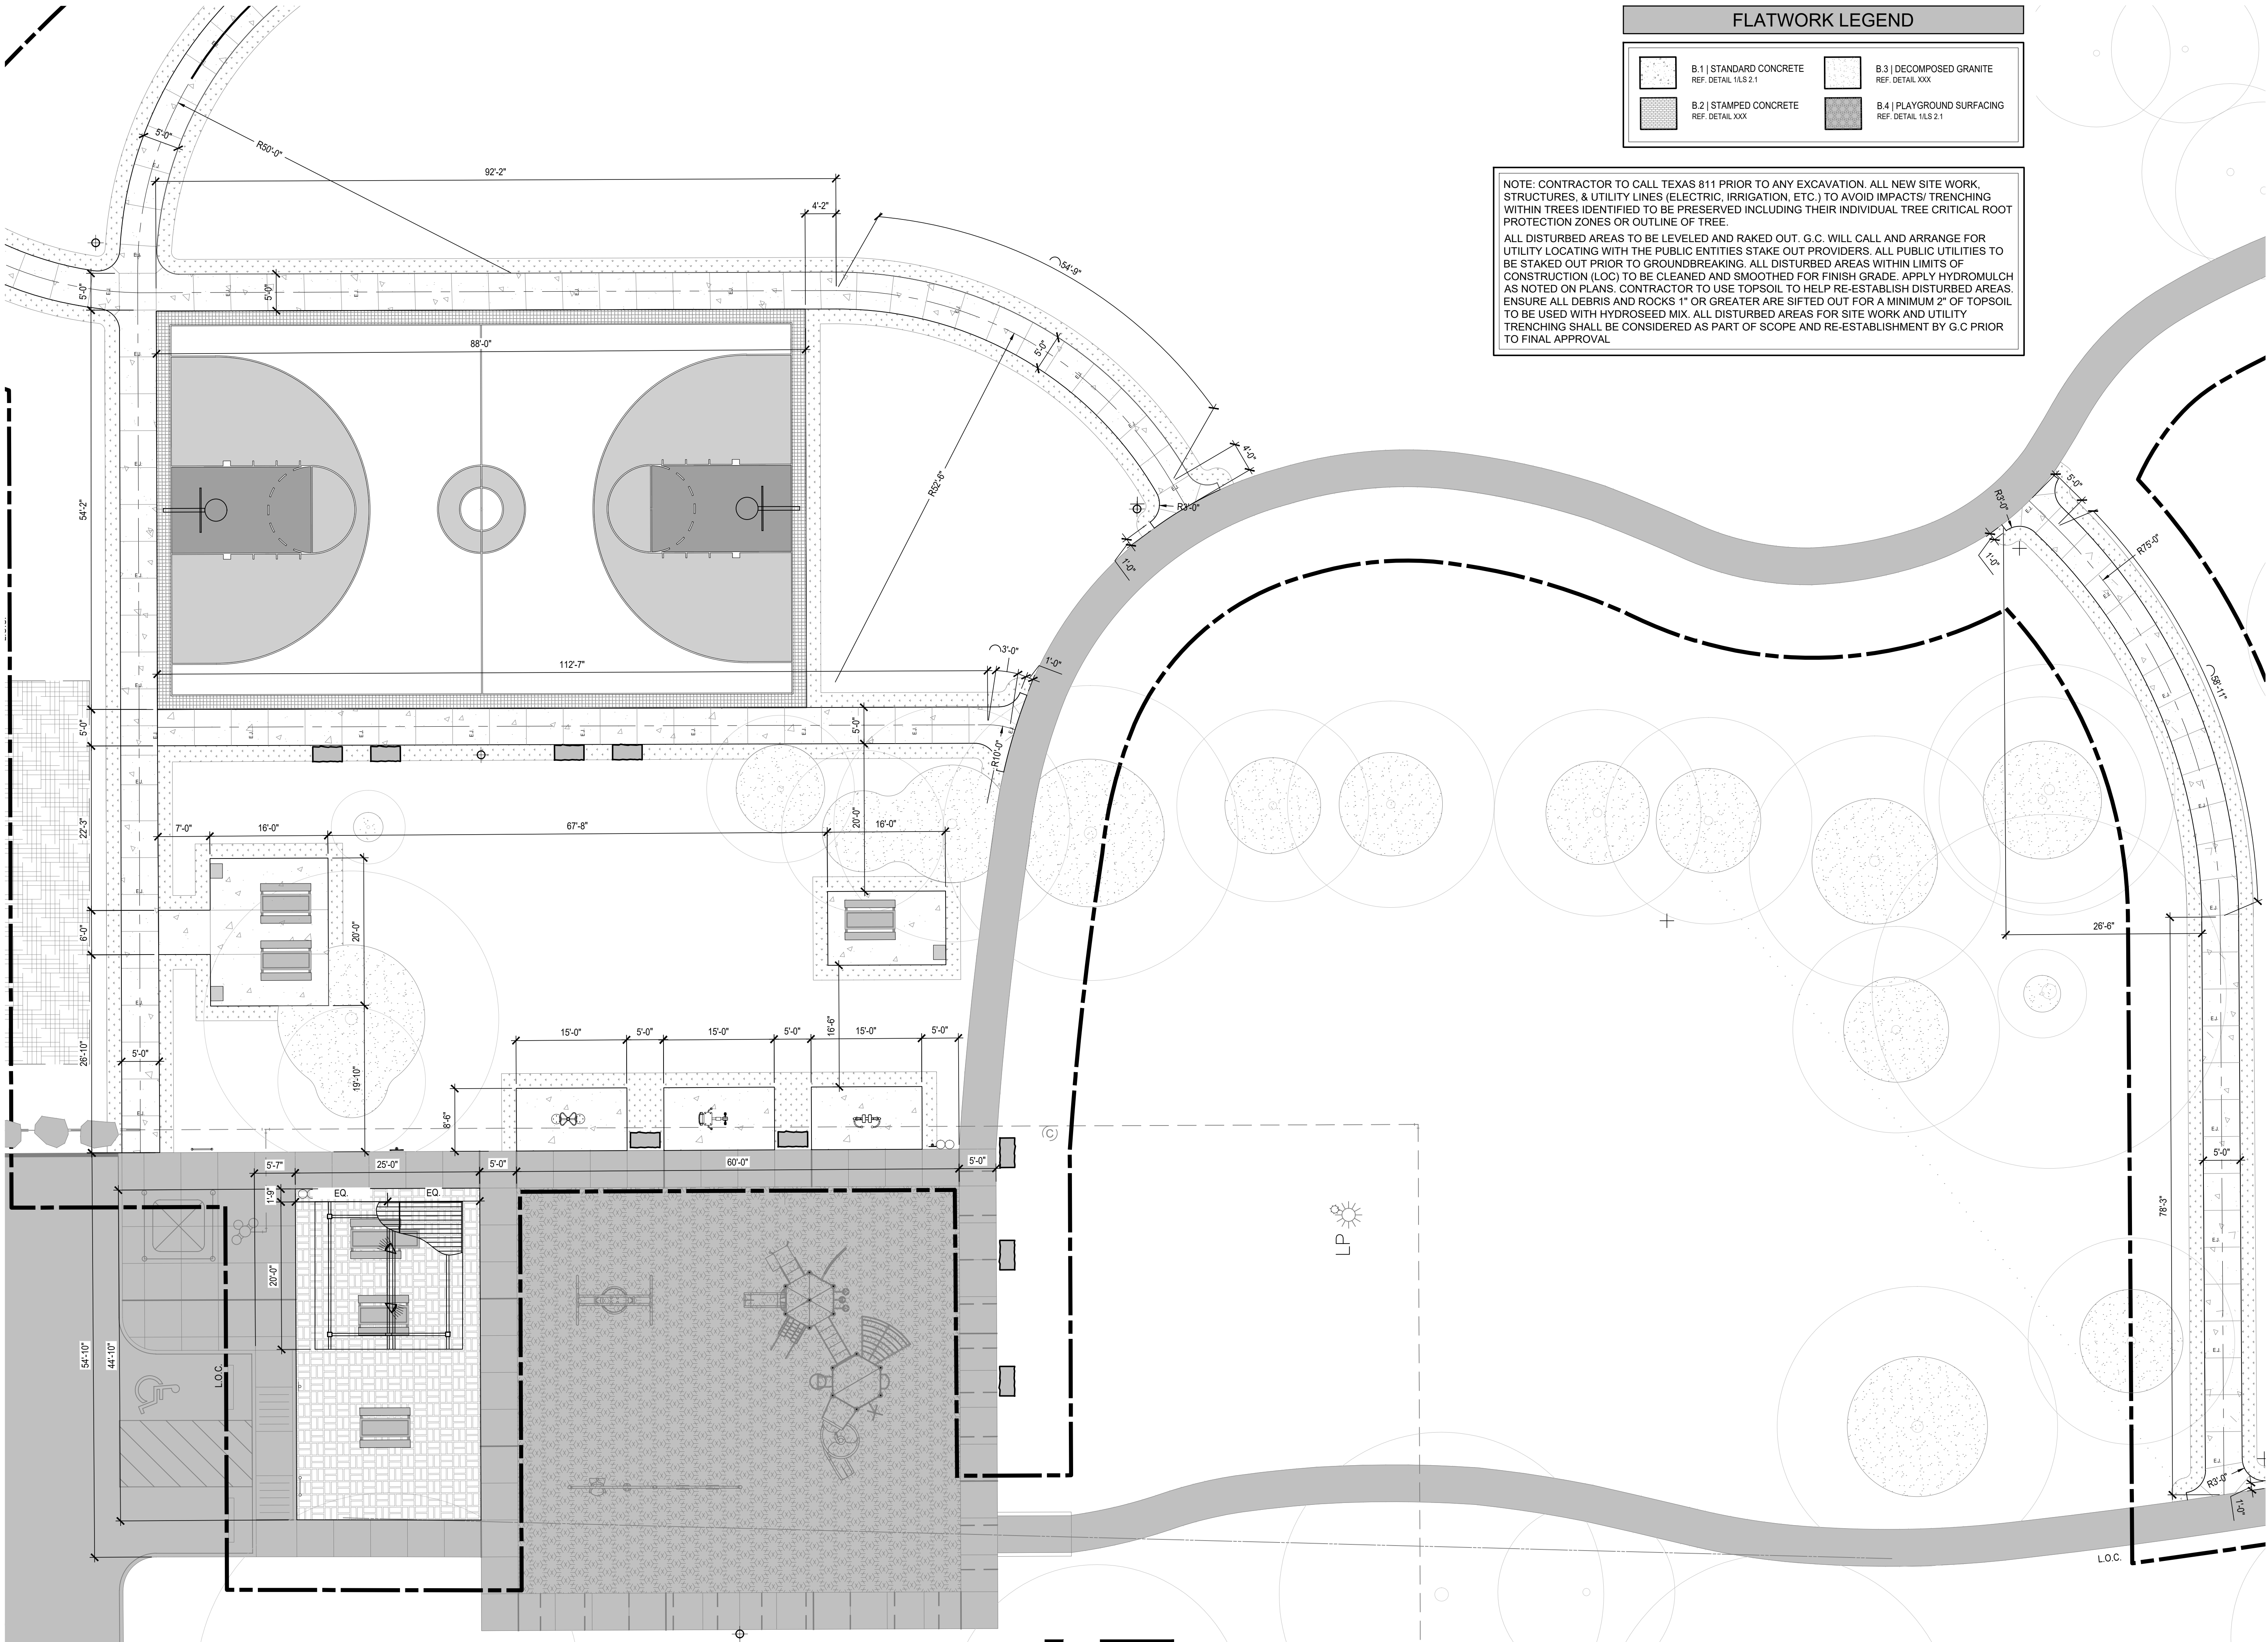 FLATWORK LEGEND
B.1 | STANDARD CONCRETE
REF. DETAIL 1/LS 2.1
B.3 | DECOMPOSED GRANITE
REF. DETAIL XXX
B.2 | STAMPED CONCRETE
REF. DETAIL XXX
B.4 | PLAYGROUND SURFACING
REF. DETAIL 1/LS 2.1
NOTE: CONTRACTOR TO CALL TEXAS 811 PRIOR TO ANY EXCAVATION. ALL NEW SITE WORK,
STRUCTURES, & UTILITY LINES (ELECTRIC, IRRIGATION, ETC.) TO AVOID IMPACTS/ TRENCHING
WITHIN TREES IDENTIFIED TO BE PRESERVED INCLUDING THEIR INDIVIDUAL TREE CRITICAL ROOT
PROTECTION ZONES OR OUTLINE OF TREE.
ALL DISTURBED AREAS TO BE LEVELED AND RAKED OUT. G.C. WILL CALL AND ARRANGE FOR
UTILITY LOCATING WITH THE PUBLIC ENTITIES STAKE OUT PROVIDERS. ALL PUBLIC UTILITIES TO
BE STAKED OUT PRIOR TO GROUNDBREAKING. ALL DISTURBED AREAS WITHIN LIMITS OF
CONSTRUCTION (LOC) TO BE CLEANED AND SMOOTHED FOR FINISH GRADE. APPLY HYDROMULCH
AS NOTED ON PLANS. CONTRACTOR TO USE TOPSOIL TO HELP RE-ESTABLISH DISTURBED AREAS.
ENSURE ALL DEBRIS AND ROCKS 1" OR GREATER ARE SIFTED OUT FOR A MINIMUM 2" OF TOPSOIL
TO BE USED WITH HYDROSEED MIX. ALL DISTURBED AREAS FOR SITE WORK AND UTILITY
TRENCHING SHALL BE CONSIDERED AS PART OF SCOPE AND RE-ESTABLISHMENT BY G.C PRIOR
TO FINAL APPROVAL
5'-0"
R50'-0"
92'-2"
4'-2"
54'-9"
5'-0"
5'-0"
88'-0"
5'-0"
R52'-6"
4'-0"
R3'-0"
1'-0"
54'-2"
R3'-0"
5'-0"
1'-0"
R75'-0"
58'-11"
112'-7"
3'-0"
1'-0"
5'-0"
5'-0"
R10'-0"
22'-3"
7'-0"
16'-0"
67'-8"
20'-0"
16'-0"
6'-0"
20'-0"
26'-6"
26'-10"
5'-0"
19'-10"
16'-6"
15'-0"
5'-0"
15'-0"
5'-0"
15'-0"
5'-0"
8'-6"
C
5'-7"
25'-0"
5'-0"
60'-0"
5'-0"
1'-9"
EQ.
EQ.
20'-0"
LP
5'-0"
78'-3"
54'-10"
44'-10"
L.O.C.
R3'-0"
1'-0"
L.O.C.
E.J.
E.J.
E.J.
E.J.
E.J.
E.J.
E.J.
E.J.
E.J.
E.J.
E.J.
E.J.